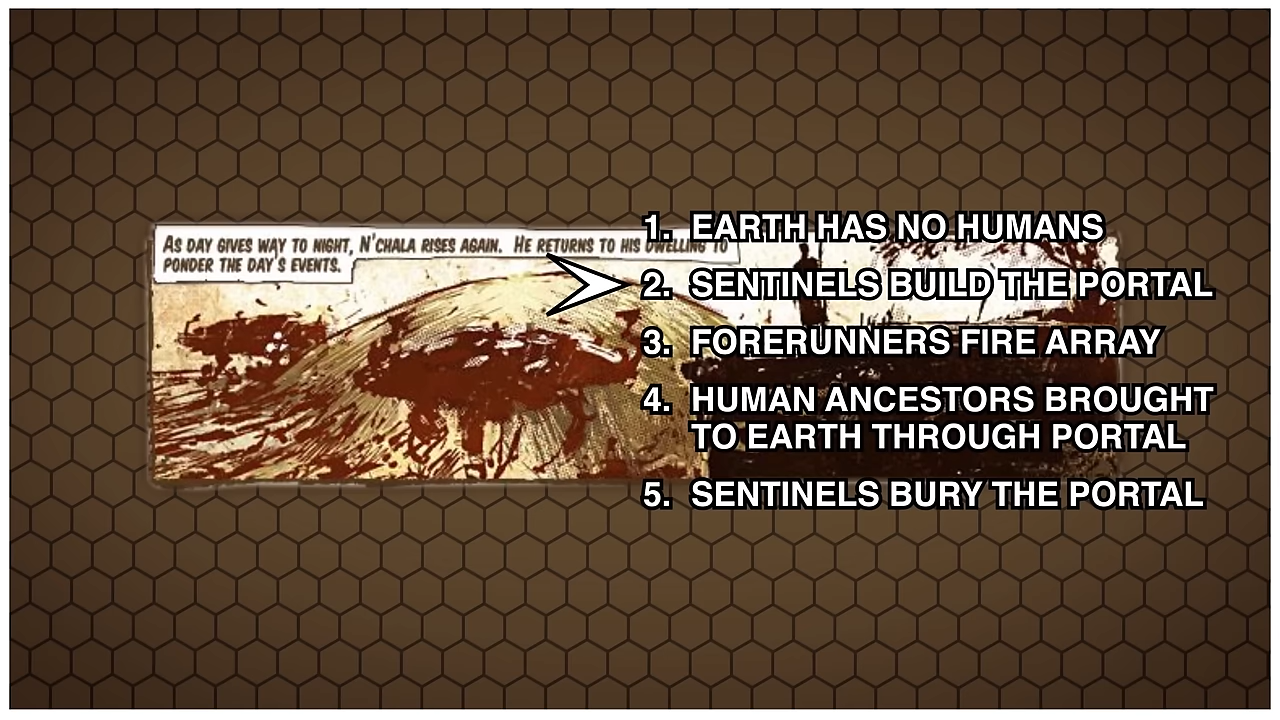 AS DAY GIVES WAY TO NIGHT, N'CHALA RISES AGAIN. HE RETURNS TO HIS DWELLING TO
PONDER THE DAY'S EVENTS.
1. EARTH HAS NO HUMANS
2. SENTINELS BUILD THE PORTAL
3. FORERUNNERS FIRE ARRAY
4. HUMAN ANCESTORS BROUGHT
TO EARTH THROUGH PORTAL
5. SENTINELS BURY THE PORTAL